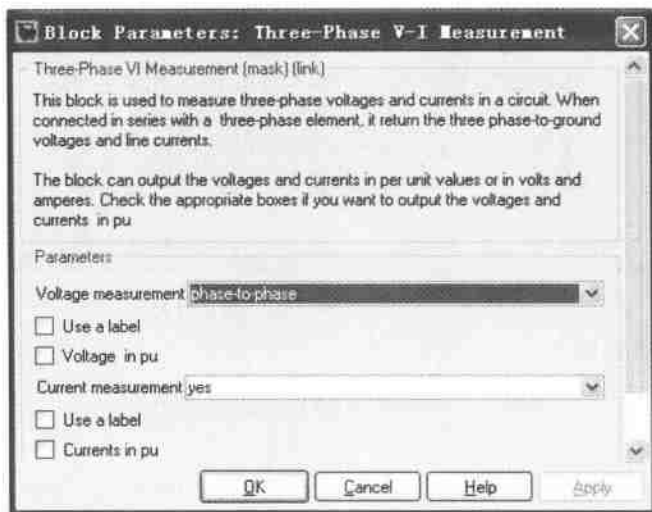 Block Parameters: Three-Phase V-I Measurement
Three-Phase VI Measurement (mask) (link)
This block is used to measure three-phase voltages and currents in a circuit. When
connected in series with a three-phase element, it return the three phase-to-ground
voltages and line currents.
The block can output the voltages and currents in per unit values or in volts and
amperes. Check the appropriate boxes if you want to output the voltages and
currents in pu
Parameters
Voltage measurement phase-to-phase
Use a label
Voltage in pu
Current measurement yes
Use a label
Currents in pu
OK Cancel Help Apply